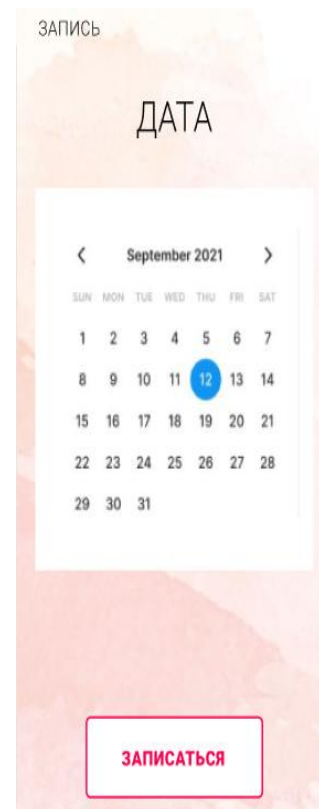 ЗАПИСЬ
ДАТА
September 2021
SUN MON TUE WED THU FRI SAT
1 2 3 4 5 6 7
8 9 10 11 12 13 14
15 16 17 18 19 20 21
22 23 24 25 26 27 28
29 30 31
ЗАПИСАТЬСЯ